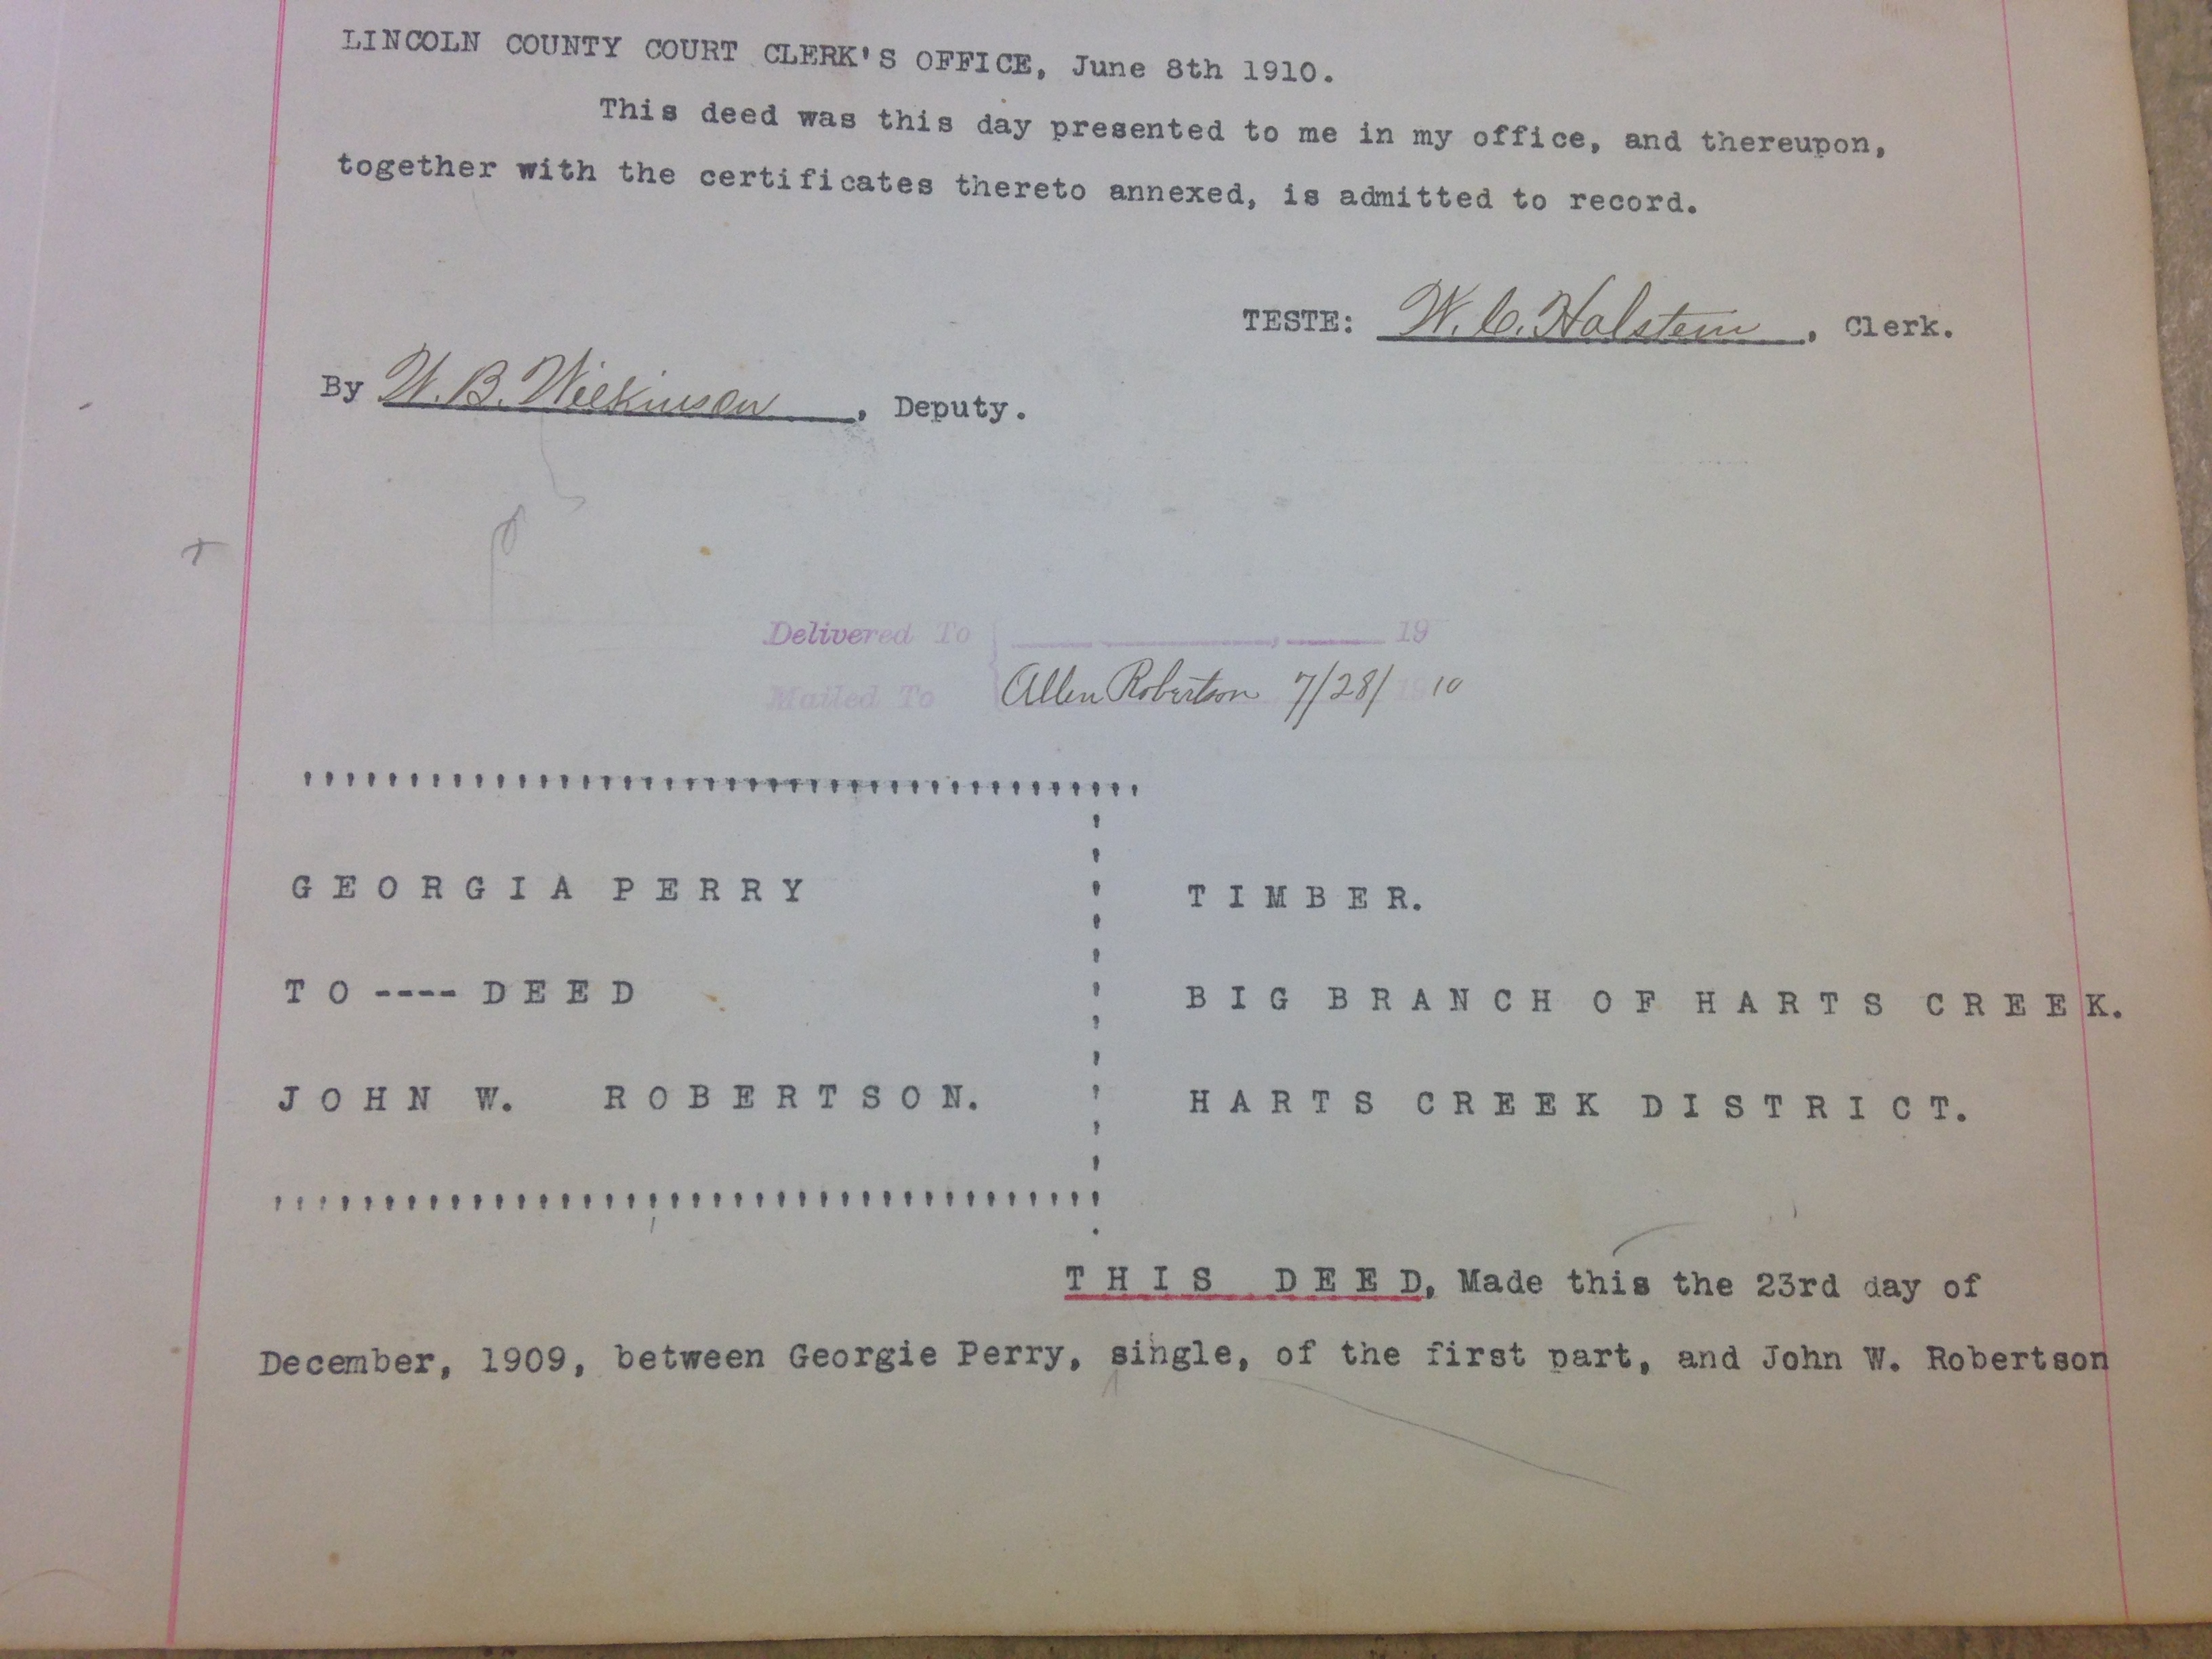 LINCOLN COUNTY COURT CLERK'S OFFICE, June 8th 1910.
This deed was this day presented to me in my office, and thereupon,
together with the certificates thereto annexed, is admitted to record.
TESTE: W. C. Holstein, Clerk.
By W. B. Wilkinson, Deputy.
Delivered To 19
Mailed To Allen Robertson 7/28/ 1910
GEORGIA PERRY
TIMBER.
TO ---- DEED
BIG BRANCH OF HARTS CREEK.
JOHN W. ROBERTSON.
HARTS CREEK DISTRICT.
THIS DEED, Made this the 23rd day of
December, 1909, between Georgie Perry, single, of the first part, and John W. Robertson